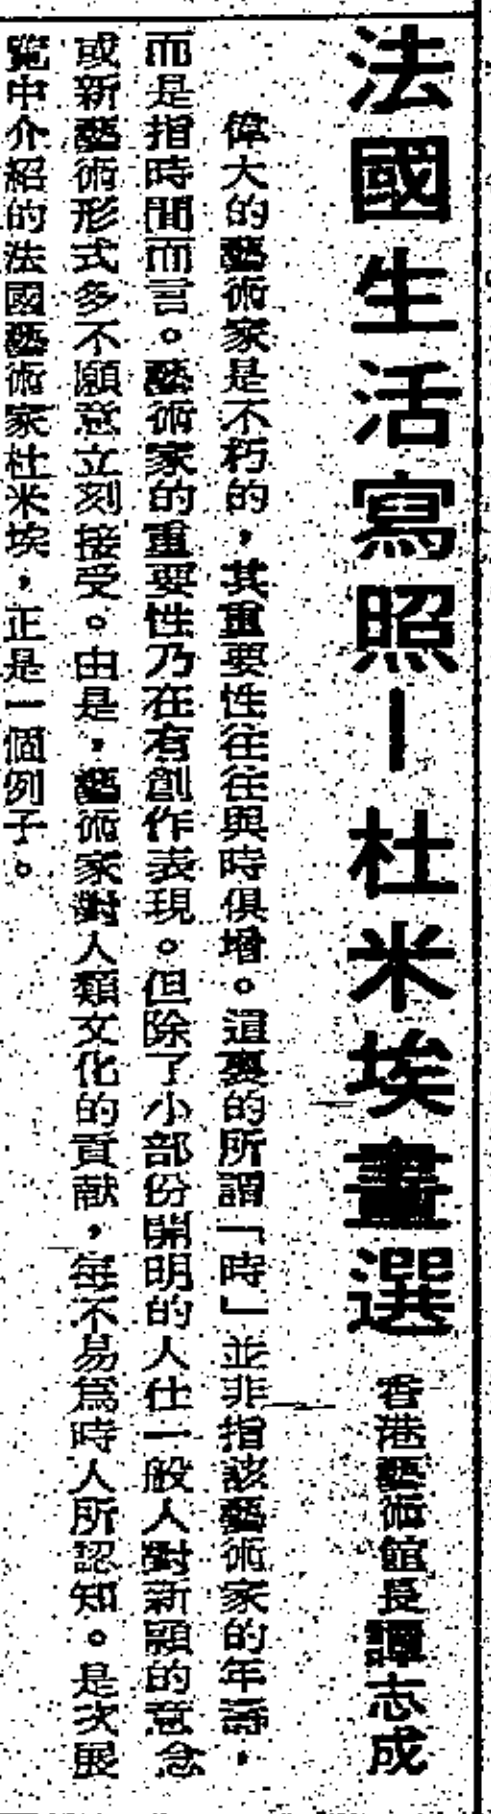 法國生活寫照—杜米埃畫選
香港藝術館長譚志成
偉大的藝術家是不朽的，其重要性往往與時俱增。這裏的所謂「時」並非指該藝術家的年壽，
而是指時間而言。藝術家的重要性乃在有創作表現。但除了小部份開明的人仕一般人對新穎的意念
或新藝術形式多不願意立刻接受。由是，藝術家對人類文化的貢献，每不易為時人所認知。是次展
覽中介紹的法國藝術家杜米埃，正是一個例子。